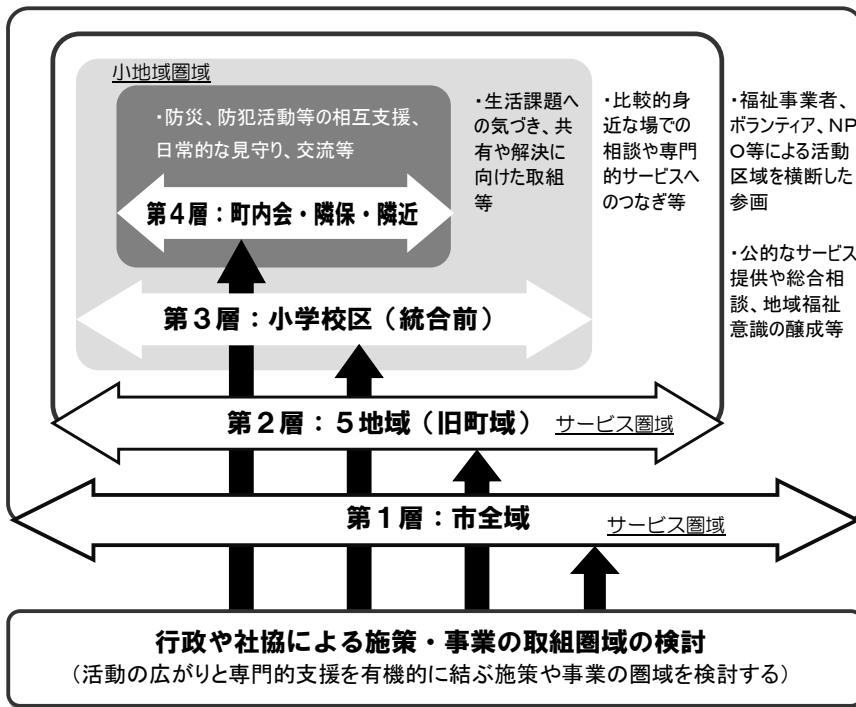 小地域圏域
・防災、防犯活動等の相互支援、
日常的な見守り、交流等
第４層：町内会・隣保・隣近
・生活課題へ
の気づき、共
有や解決に
向けた取組
等
・比較的身
近な場での
相談や専門
的サービスへ
のつなぎ等
・福祉事業者、
ボランティア、NP
O等による活動
区域を横断した
参画
・公的なサービス
提供や総合相
談、地域福祉
意識の醸成等
第３層：小学校区（統合前）
第２層：５地域（旧町域）
サービス圏域
第１層：市全域
サービス圏域
行政や社協による施策・事業の取組圏域の検討
（活動の広がりと専門的支援を有機的に結ぶ施策や事業の圏域を検討する）